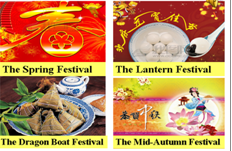 The Spring Festival
The Lantern Festival
The Dragon Boat Festival
The Mid-Autumn Festival